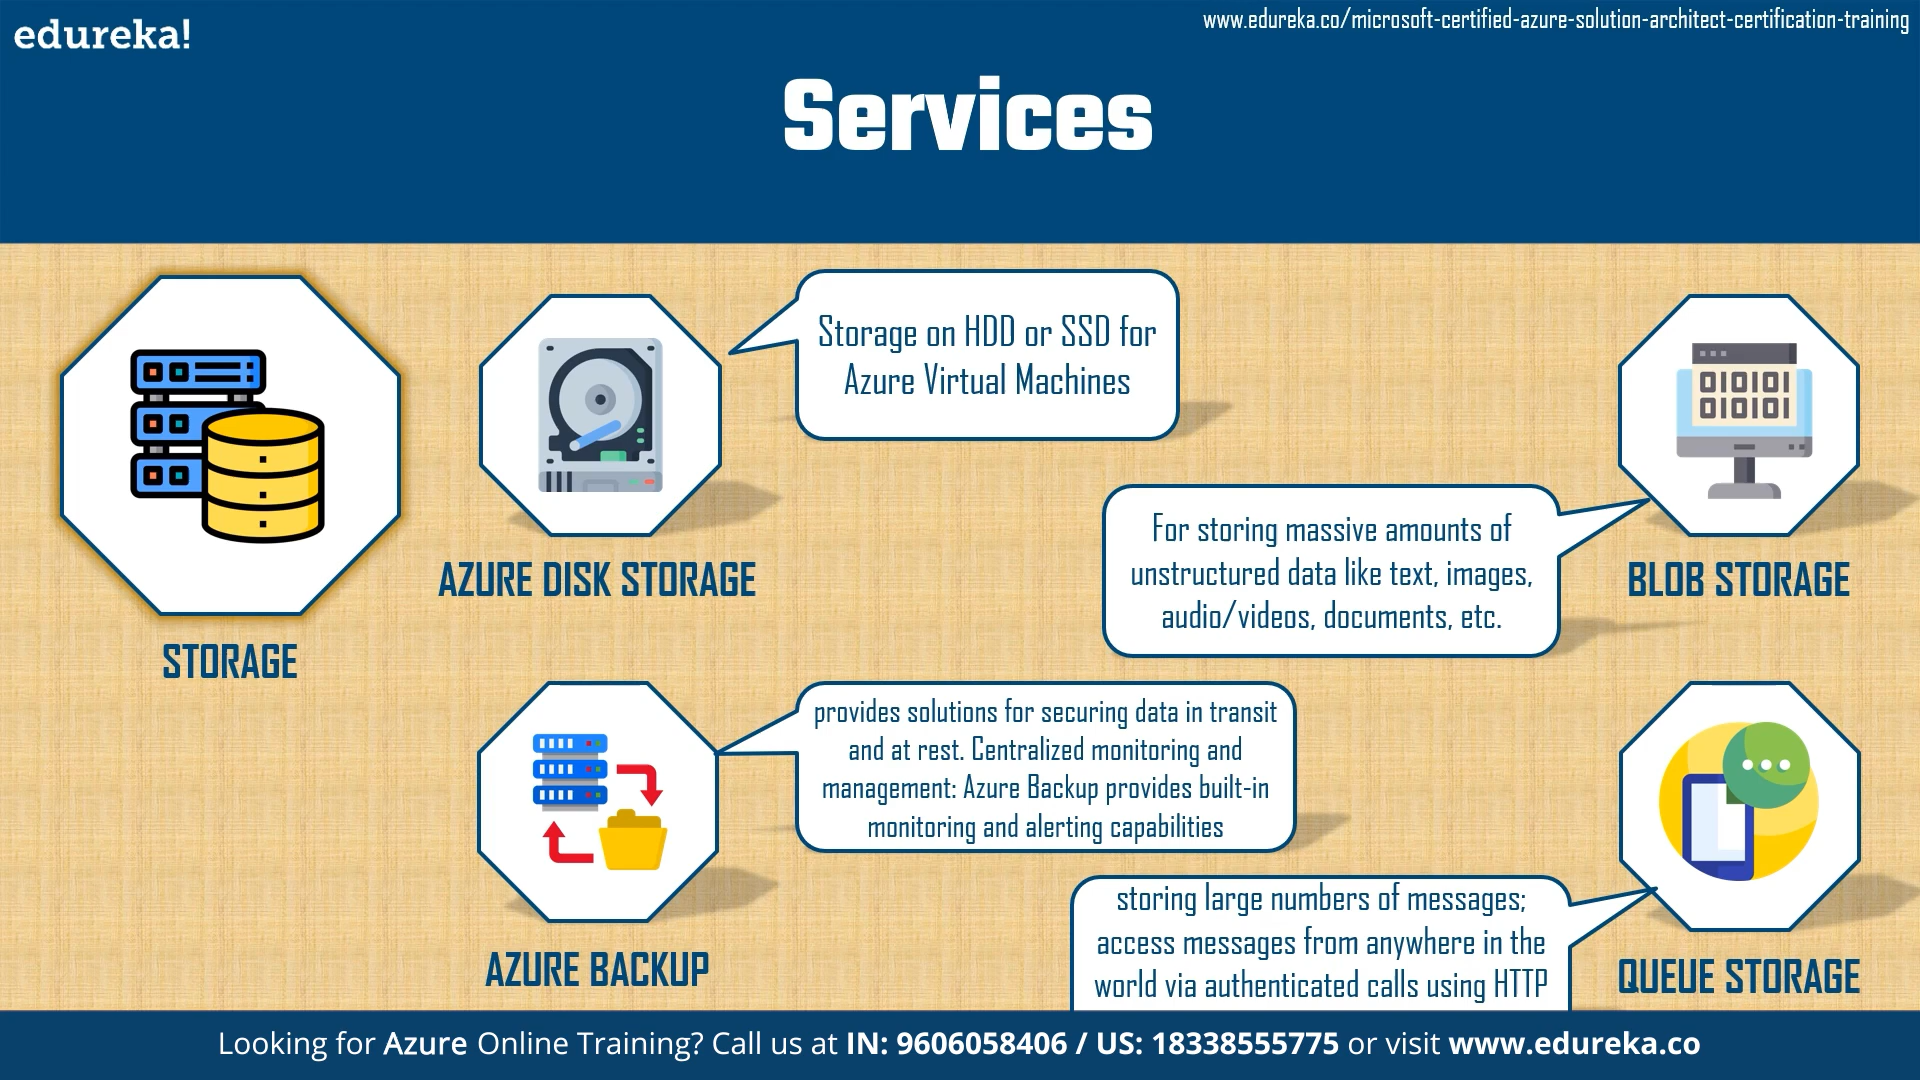 edureka!
www.edureka.co/microsoft-certified-azure-solution-architect-certification-training
Services
Storage on HDD or SSD for
Azure Virtual Machines
010101
010101
For storing massive amounts of
unstructured data like text, images,
audio/videos, documents, etc.
AZURE DISK STORAGE
BLOB STORAGE
STORAGE
provides solutions for securing data in transit
and at rest. Centralized monitoring and
management: Azure Backup provides built-in
monitoring and alerting capabilities
storing large numbers of messages;
access messages from anywhere in the
world via authenticated calls using HTTP
AZURE BACKUP
QUEUE STORAGE
Looking for Azure Online Training? Call us at IN: 9606058406 / US: 18338555775 or visit www.edureka.co